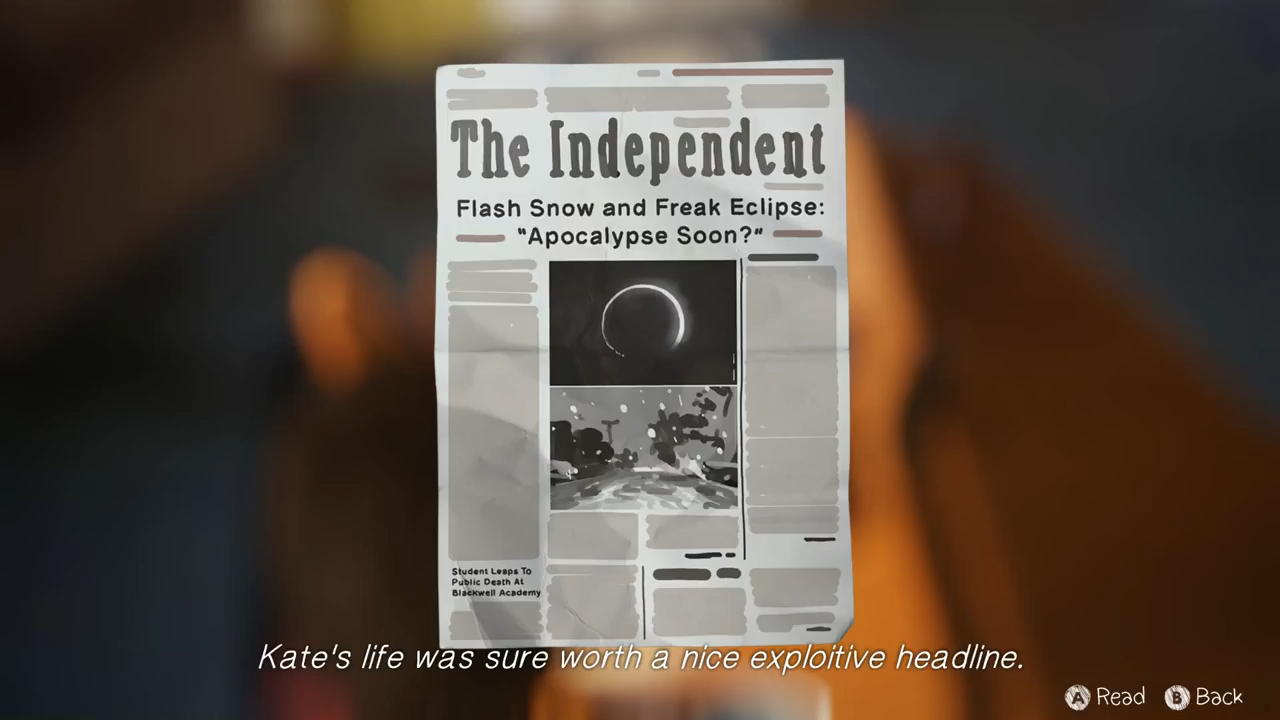 The Independent
Flash Snow and Freak Eclipse:
"Apocalypse Soon?"
Student Leaps To
Public Death At
Blackwell Academy
Kate's life was sure worth a nice exploitive headline.
A Read B Back